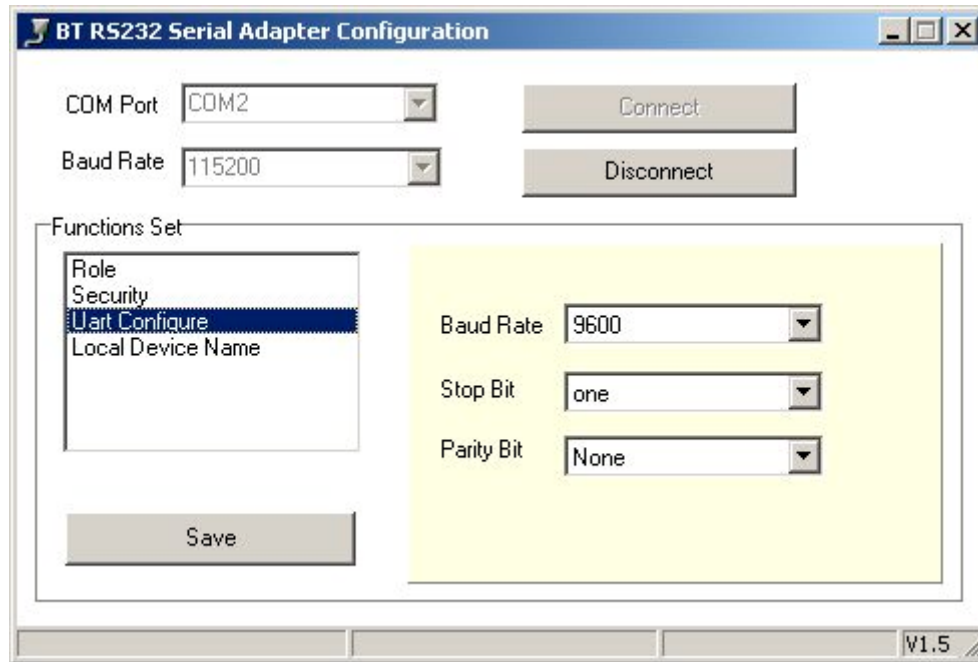 BT RS232 Serial Adapter Configuration
COM Port COM2 Connect
Baud Rate 115200 Disconnect
Functions Set
Role
Security
Uart Configure
Local Device Name
Save
Baud Rate 9600
Stop Bit one
Parity Bit None
V1.5